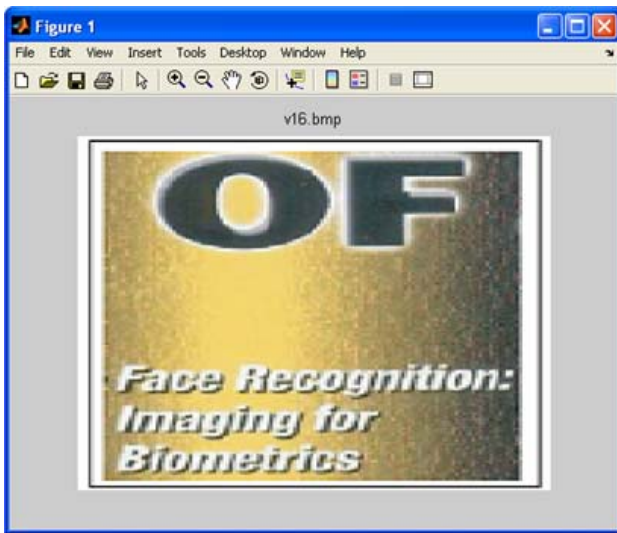 Figure 1
File Edit View Insert Tools Desktop Window Help
v16.bmp
OF
Face Recognition:
Imaging for
Biometrics